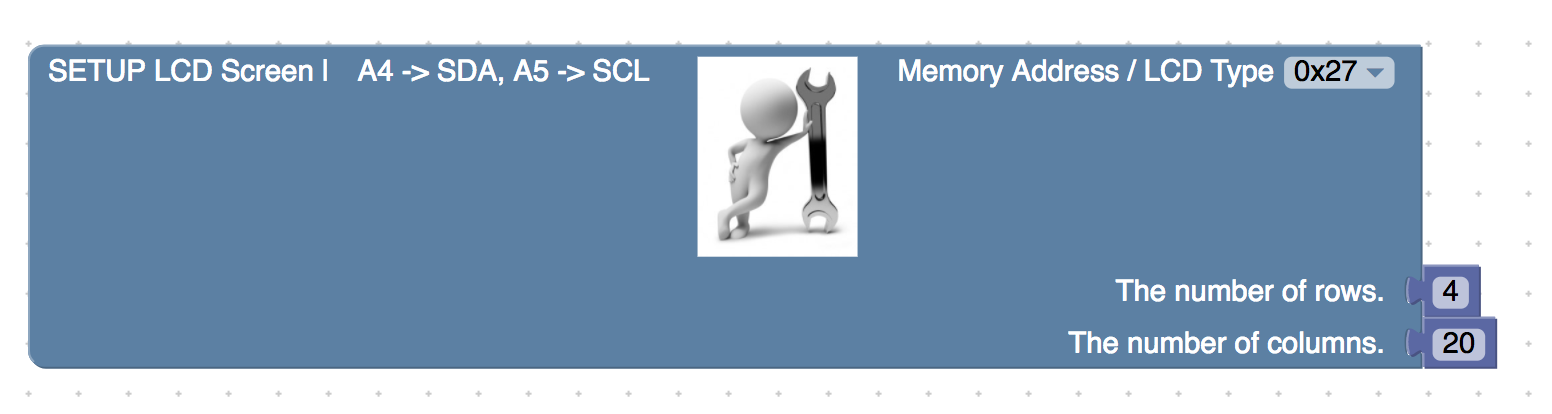 SETUP LCD Screen I A4 -> SDA, A5 -> SCL Memory Address / LCD Type 0x27
The number of rows. 4
The number of columns. 20